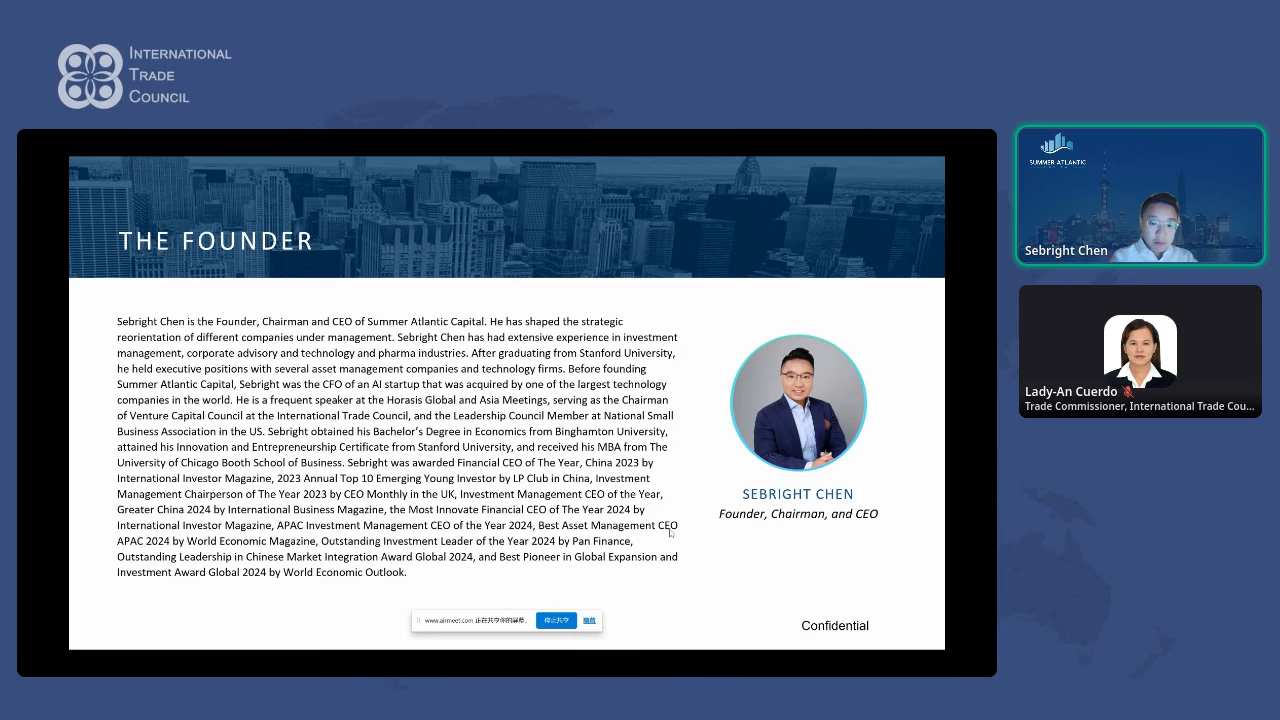 INTERNATIONAL
TRADE
COUNCIL
THE FOUNDER
Sebright Chen is the Founder, Chairman and CEO of Summer Atlantic Capital. He has shaped the strategic
reorientation of different companies under management. Sebright Chen has had extensive experience in investment
management, corporate advisory and technology and pharma industries. After graduating from Stanford University,
he held executive positions with several asset management companies and technology firms. Before founding
Summer Atlantic Capital, Sebright was the CFO of an AI startup that was acquired by one of the largest technology
companies in the world. He is a frequent speaker at the Horasis Global and Asia Meetings, serving as the Chairman
of Venture Capital Council at the International Trade Council, and the Leadership Council Member at National Small
Business Association in the US. Sebright obtained his Bachelor's Degree in Economics from Binghamton University,
attained his Innovation and Entrepreneurship Certificate from Stanford University, and received his MBA from The
University of Chicago Booth School of Business. Sebright was awarded Financial CEO of The Year, China 2023 by
International Investor Magazine, 2023 Annual Top 10 Emerging Young Investor by LP Club in China, Investment
Management Chairperson of The Year 2023 by CEO Monthly in the UK, Investment Management CEO of the Year,
Greater China 2024 by International Business Magazine, the Most Innovate Financial CEO of The Year 2024 by
International Investor Magazine, APAC Investment Management CEO of the Year 2024, Best Asset Management CEO
APAC 2024 by World Economic Magazine, Outstanding Investment Leader of the Year 2024 by Pan Finance,
Outstanding Leadership in Chinese Market Integration Award Global 2024, and Best Pioneer in Global Expansion and
Investment Award Global 2024 by World Economic Outlook.
SEBRIGHT CHEN
Founder, Chairman, and CEO
www.airmeet.com 正在共享你的屏幕。
停止共享
隐藏
Confidential
SUMMER ATLANTIC
Sebright Chen
Lady-An Cuerdo
Trade Commissioner, International Trade Cou...